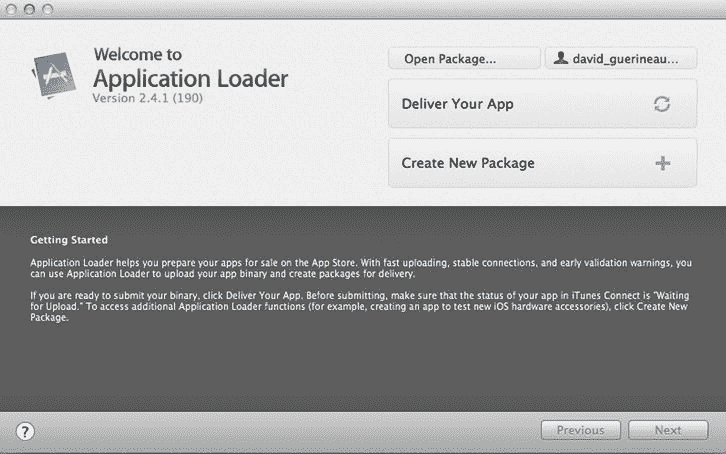 Welcome to
Application Loader
Version 2.4.1 (190)
Open Package...
david_guerineau...
Deliver Your App
Create New Package
Getting Started
Application Loader helps you prepare your apps for sale on the App Store. With fast uploading, stable connections, and early validation warnings, you
can use Application Loader to upload your app binary and create packages for delivery.
If you are ready to submit your binary, click Deliver Your App. Before submitting, make sure that the status of your app in iTunes Connect is "Waiting
for Upload." To access additional Application Loader functions (for example, creating an app to test new iOS hardware accessories), click Create New
Package.
?
Previous
Next